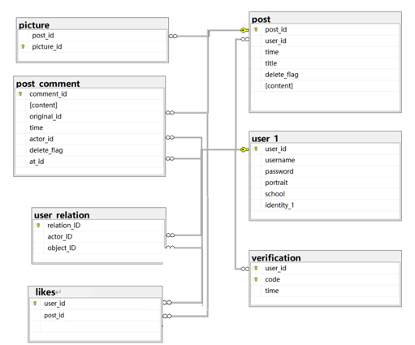 picture
post_id
picture_id
post_comment
comment_id
[content]
original_id
time
actor_id
delete_flag
at_id
user_relation
relation_ID
actor_ID
object_ID
likes
user_id
post_id
post
post_id
user_id
time
title
delete_flag
[content]
user_1
user_id
username
password
portrait
school
identity_1
verification
user_id
code
time